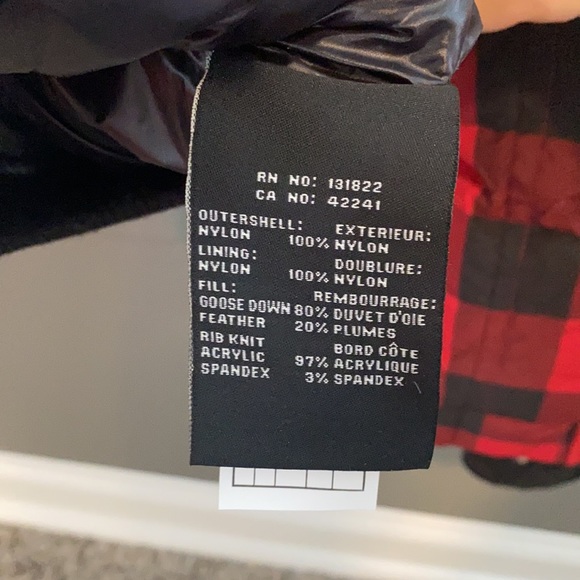 RN NO: 131822
CA NO: 42241
OUTERSHELL: EXTERIEUR:
NYLON 100% NYLON
LINING: DOUBLURE:
NYLON 100% NYLON
FILL: REMBOURRAGE:
GOOSE DOWN 80% DUVET D'OIE
FEATHER 20% PLUMES
RIB KNIT BORD CÔTE
ACRYLIC 97% ACRYLIQUE
SPANDEX 3% SPANDEX